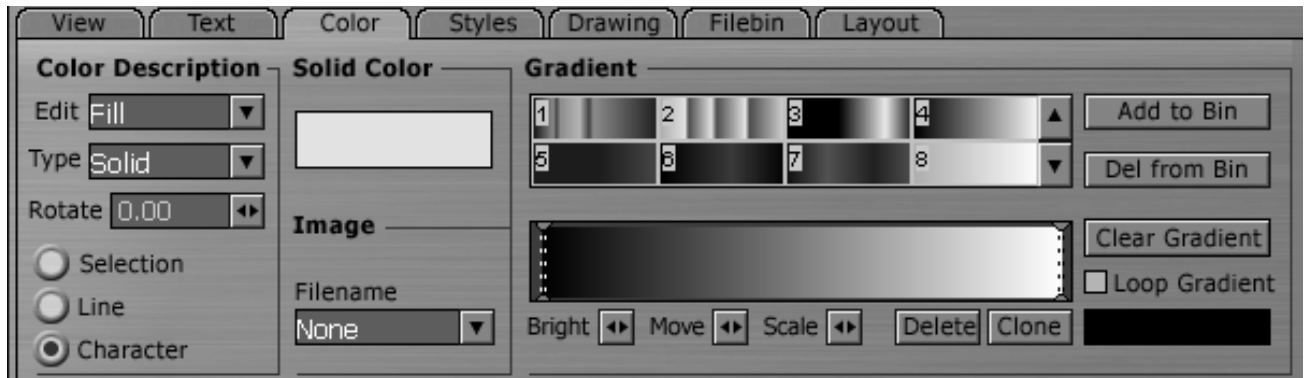 View Text Color Styles Drawing Filebin Layout
Color Description
Edit Fill
Type Solid
Rotate 0.00
Selection
Line
Character
Solid Color
Image
Filename
None
Gradient
1 2 3 4
5 6 7 8
Add to Bin
Del from Bin
Clear Gradient
Loop Gradient
Bright Move Scale Delete Clone